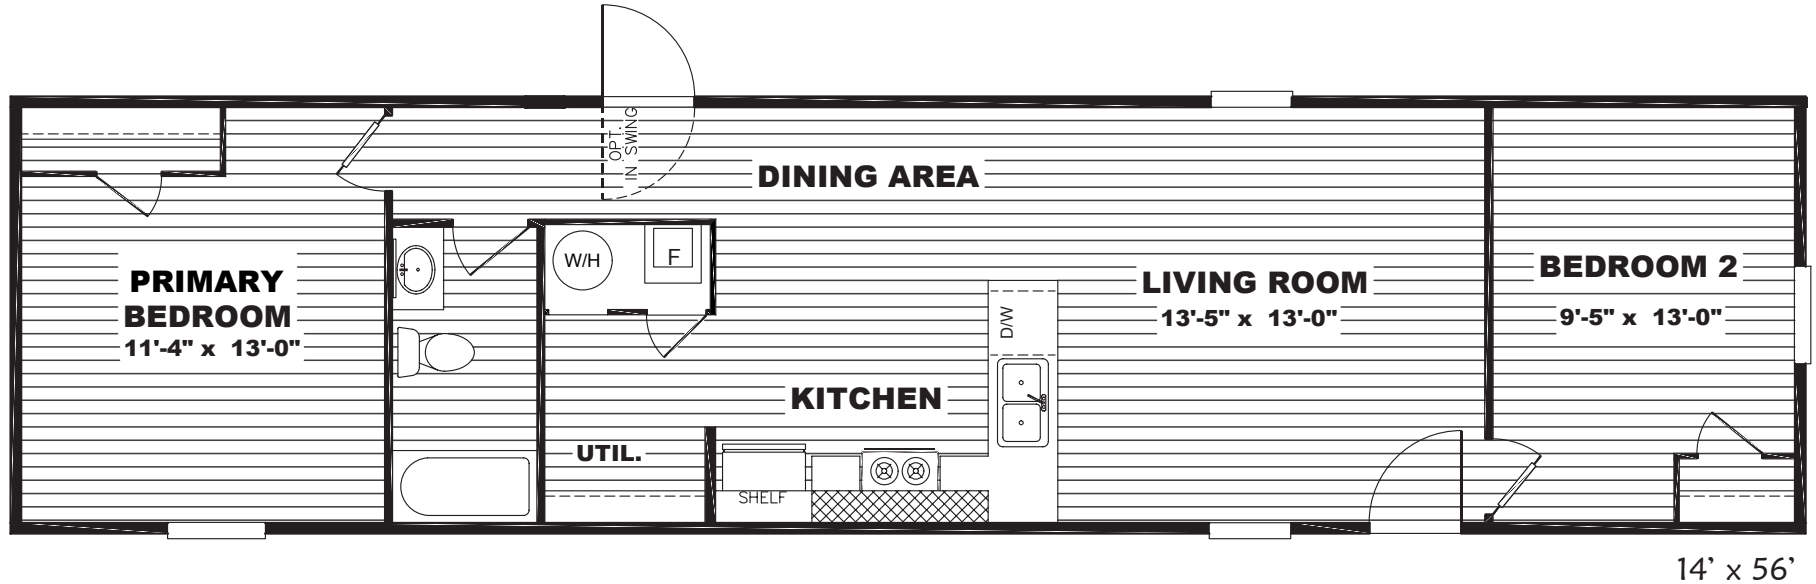 OPT.
IN SWING
DINING AREA
W/H
F
PRIMARY
BEDROOM
11'-4" x 13'-0"
LIVING ROOM
13'-5" x 13'-0"
BEDROOM 2
9'-5" x 13'-0"
D/W
KITCHEN
UTIL.
SHELF
14' x 56'